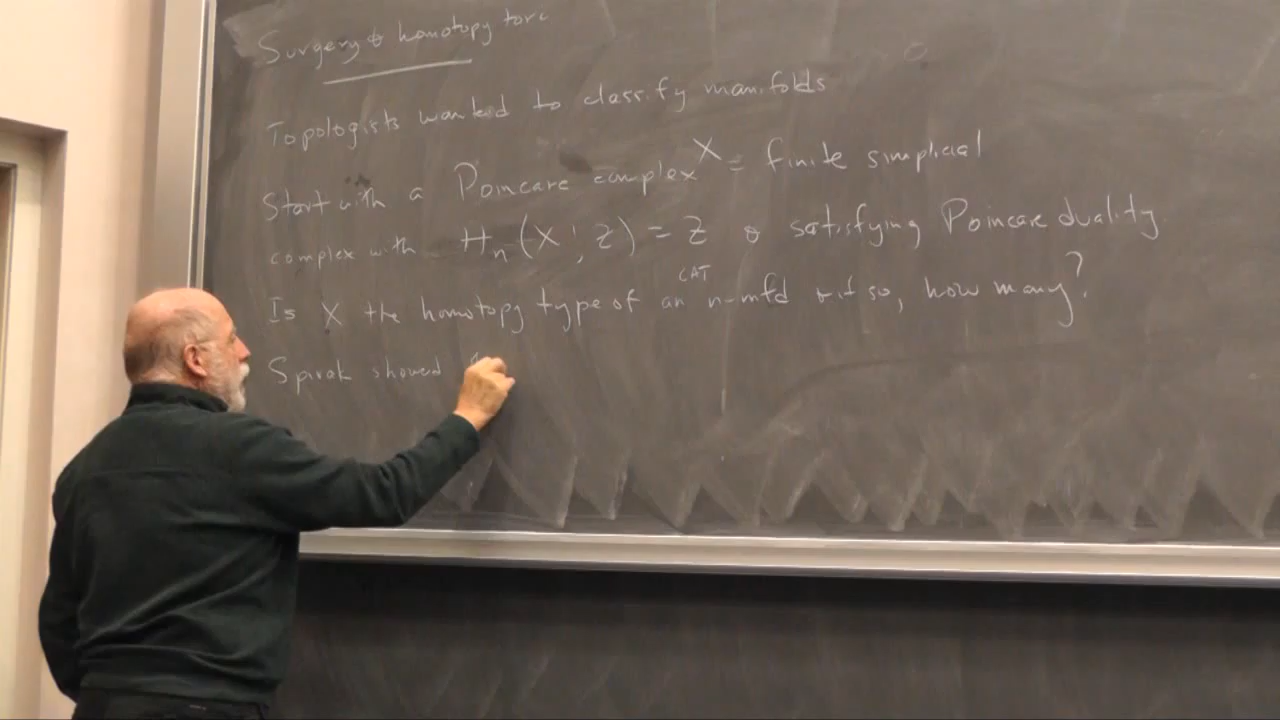 Surgery & homotopy tori
Topologists wanted to classify manifolds
Start with a Poincare complex X = finite simplicial
complex with Hn(X; Z) = Z & satisfying Poincare duality.
Is X the homotopy type of an CAT n-mfd & if so, how many?
Spivak showed